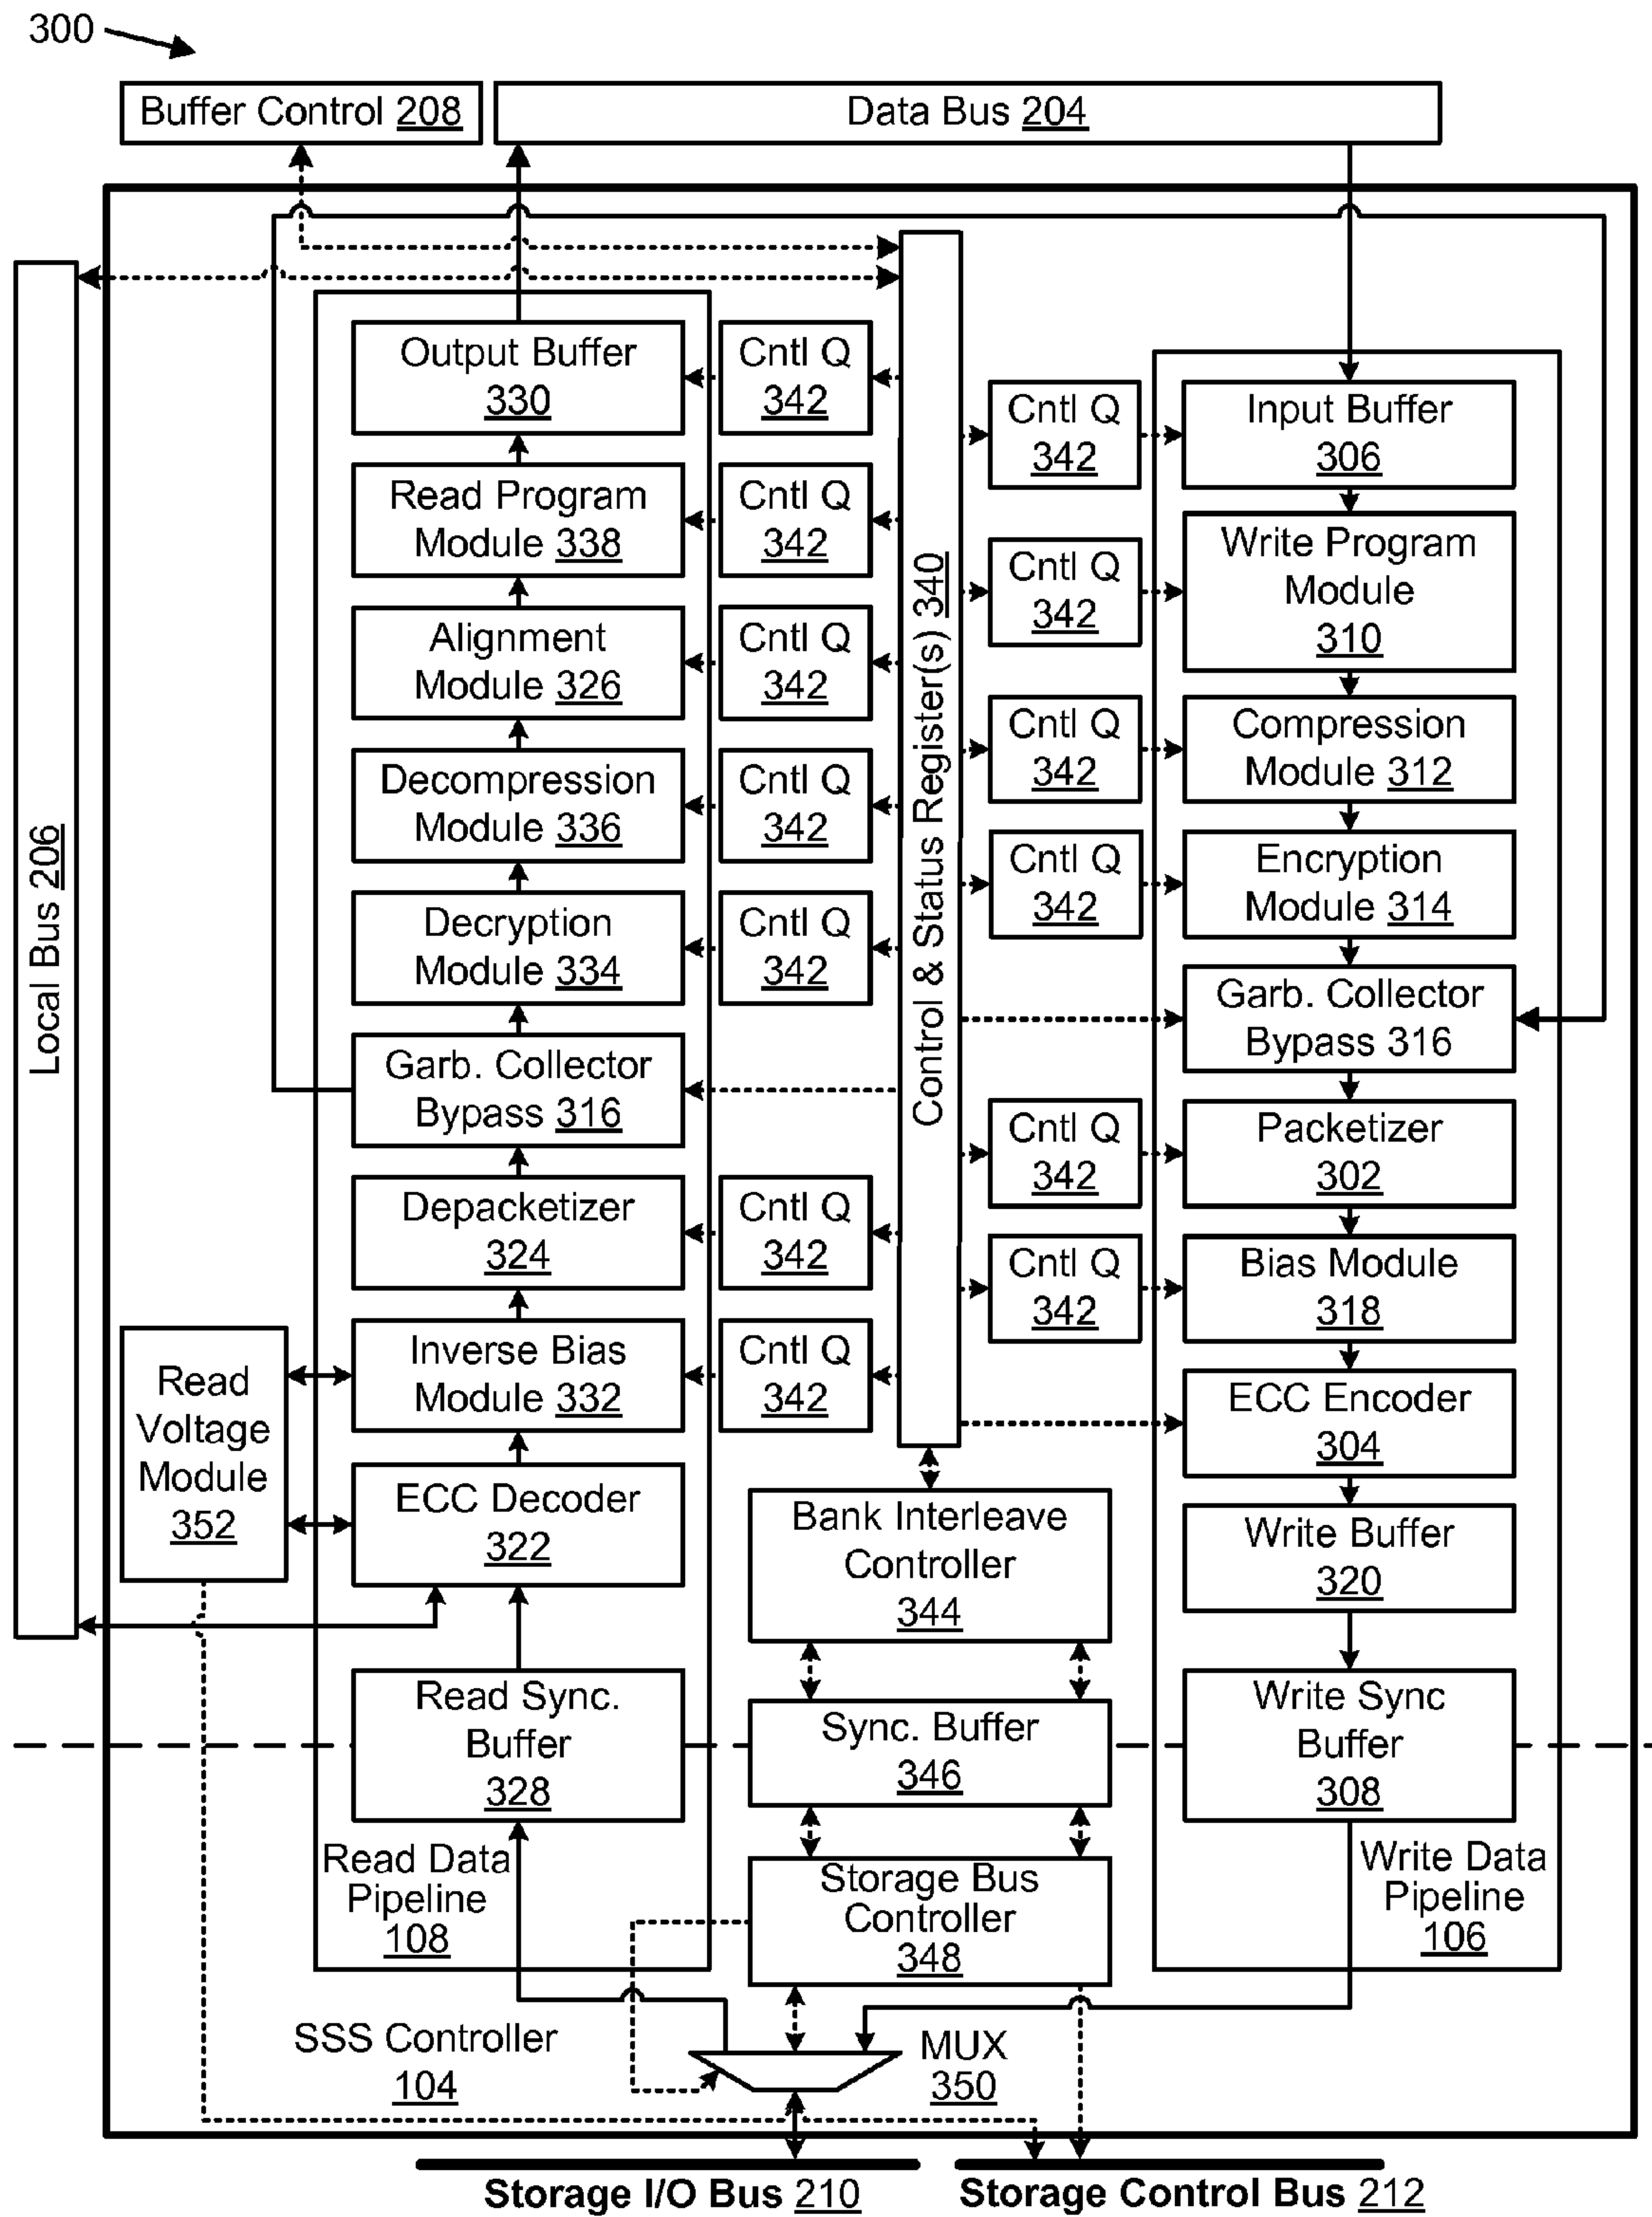 300
Buffer Control 208
Data Bus 204
Local Bus 206
Output Buffer
330
Cntl Q
342
Read Program
Module 338
Cntl Q
342
Alignment
Module 326
Cntl Q
342
Decompression
Module 336
Cntl Q
342
Decryption
Module 334
Cntl Q
342
Garb. Collector
Bypass 316
Depacketizer
324
Cntl Q
342
Inverse Bias
Module 332
Cntl Q
342
Read
Voltage
Module
352
ECC Decoder
322
Read Sync.
Buffer
328
Read Data
Pipeline
108
Control & Status Register(s) 340
Bank Interleave
Controller
344
Sync. Buffer
346
Storage Bus
Controller
348
Cntl Q
342
Input Buffer
306
Cntl Q
342
Write Program
Module
310
Cntl Q
342
Compression
Module 312
Cntl Q
342
Encryption
Module 314
Garb. Collector
Bypass 316
Cntl Q
342
Packetizer
302
Cntl Q
342
Bias Module
318
ECC Encoder
304
Write Buffer
320
Write Sync
Buffer
308
Write Data
Pipeline
106
SSS Controller
104
MUX
350
Storage I/O Bus 210
Storage Control Bus 212